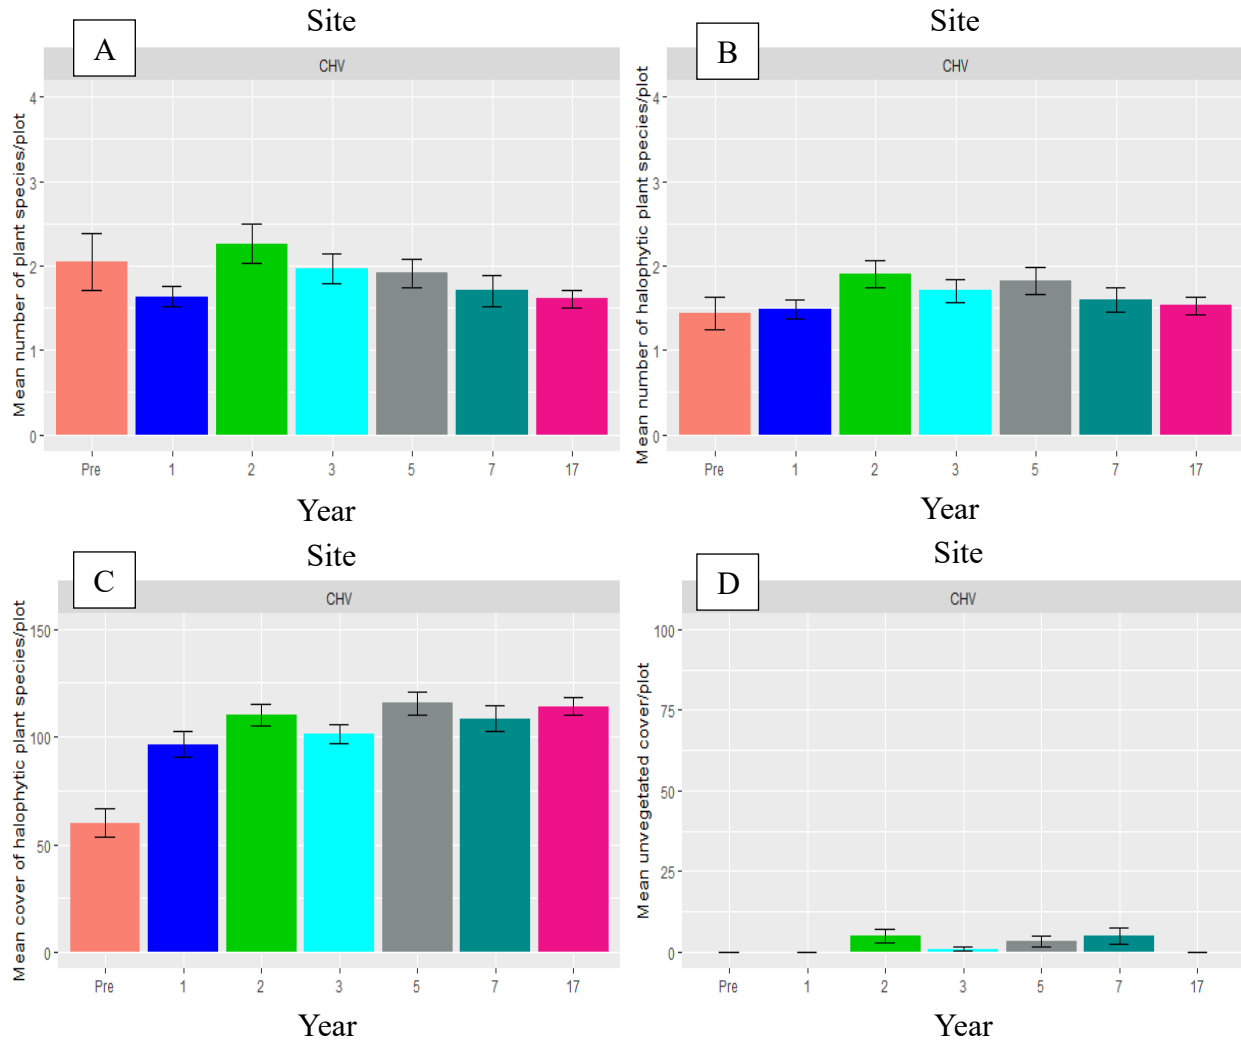 Site
A
CHV
Mean number of plant species/plot
4
3
2
1
0
Pre 1 2 3 5 7 17
Year
Site
B
CHV
Mean number of halophytic plant species/plot
4
3
2
1
0
Pre 1 2 3 5 7 17
Year
Site
C
CHV
Mean cover of halophytic plant species/plot
150
100
50
0
Pre 1 2 3 5 7 17
Year
Site
D
CHV
Mean unvegetated cover/plot
100
75
50
25
0
Pre 1 2 3 5 7 17
Year